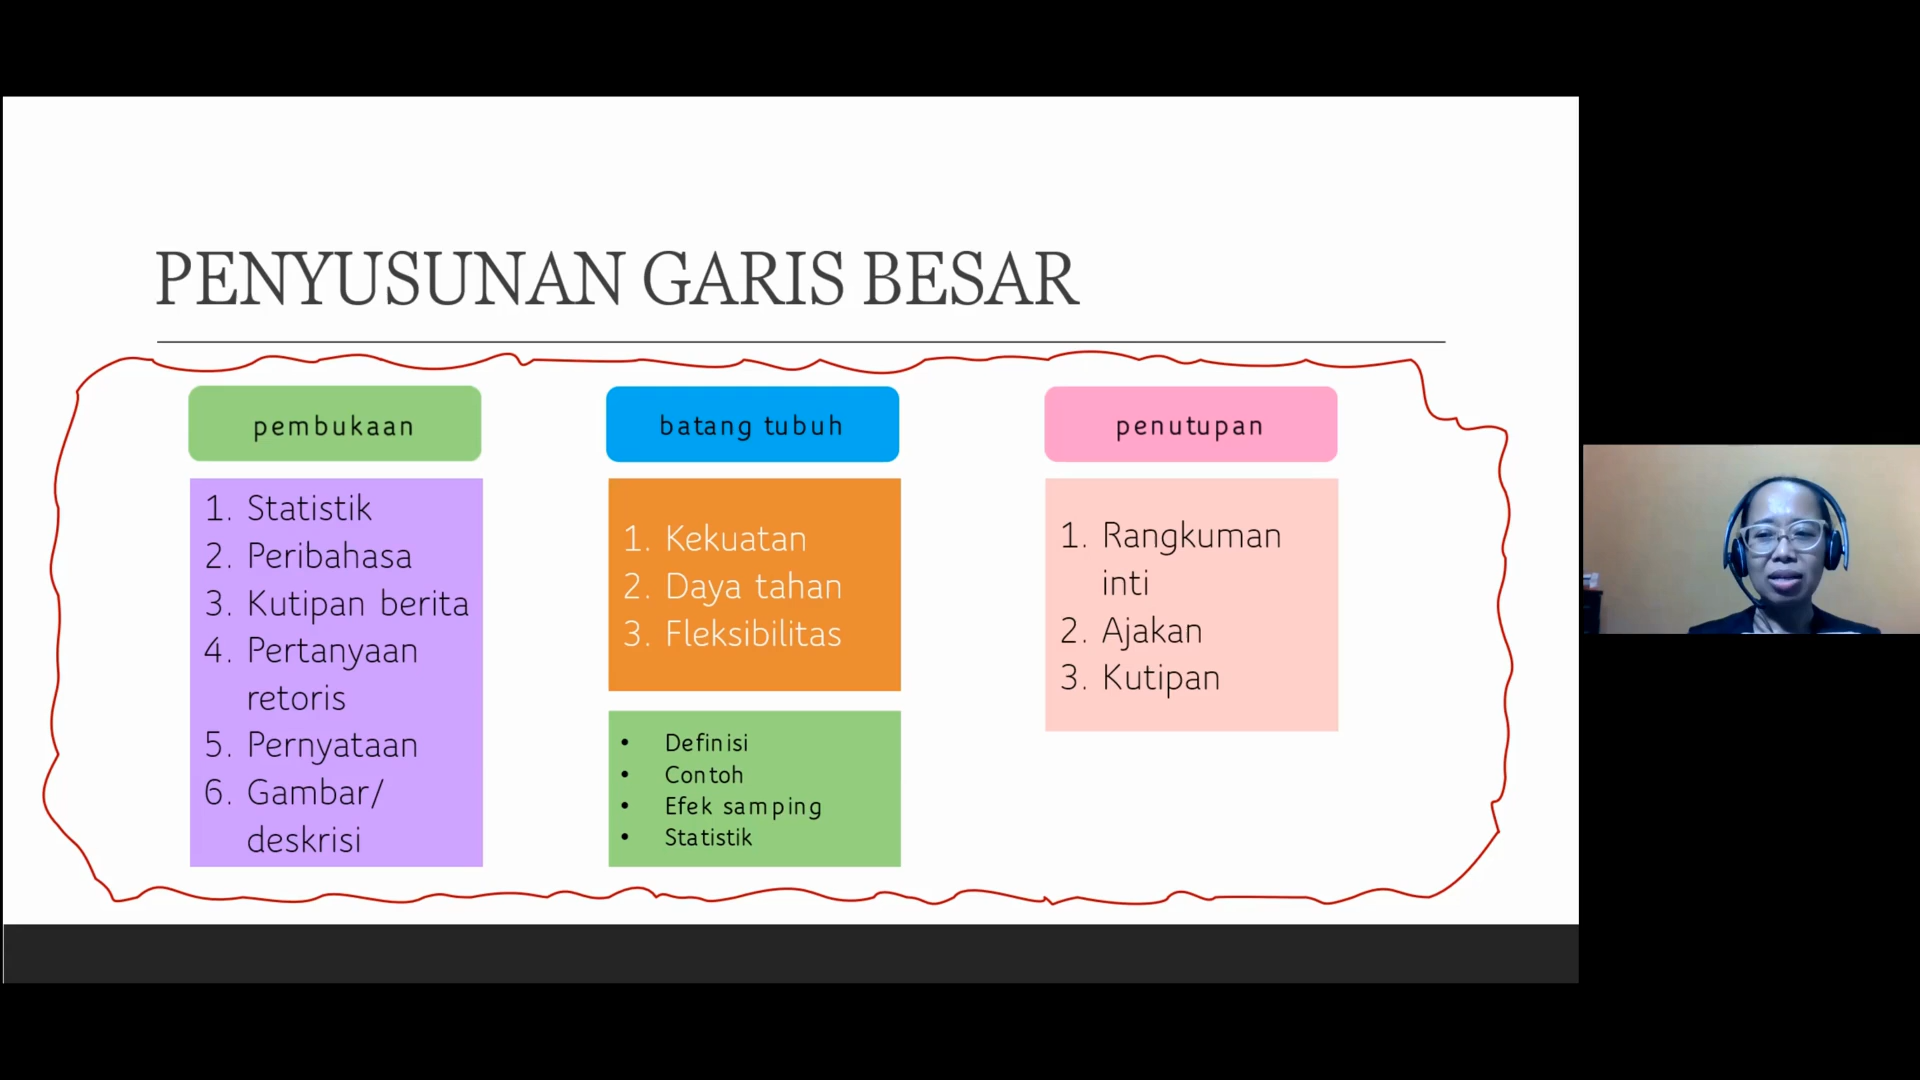 PENYUSUNAN GARIS BESAR
pembukaan
1. Statistik
2. Peribahasa
3. Kutipan berita
4. Pertanyaan
retoris
5. Pernyataan
6. Gambar/
deskrisi
batang tubuh
1. Kekuatan
2. Daya tahan
3. Fleksibilitas
• Definisi
• Contoh
• Efek samping
• Statistik
penutupan
1. Rangkuman
inti
2. Ajakan
3. Kutipan